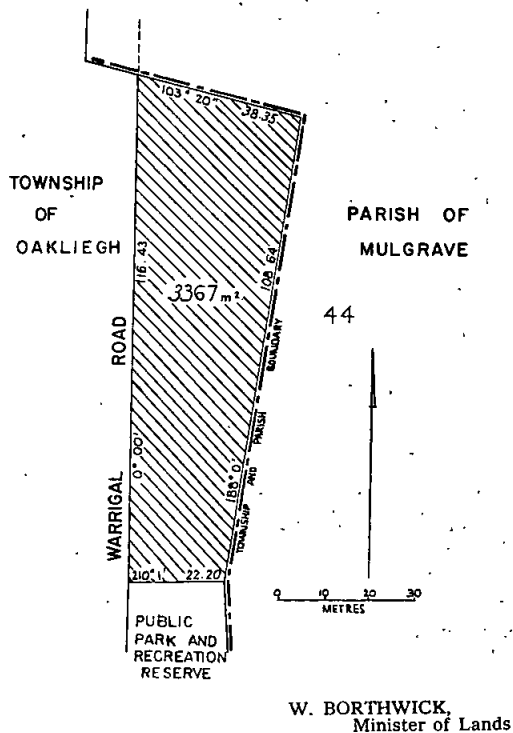 103° 20"
38.35
TOWNSHIP
OF
OAKLIEGH
PARISH OF
MULGRAVE
116.43
108 64
3367 m²
44
BOUNDARY
PARISH
AND
TOWNSHIP
WARRIGAL ROAD
0° 00'
188° 0'
22.20
0 10 20 30
METRES
PUBLIC
PARK AND
RECREATION
RESERVE
W. BORTHWICK,
Minister of Lands